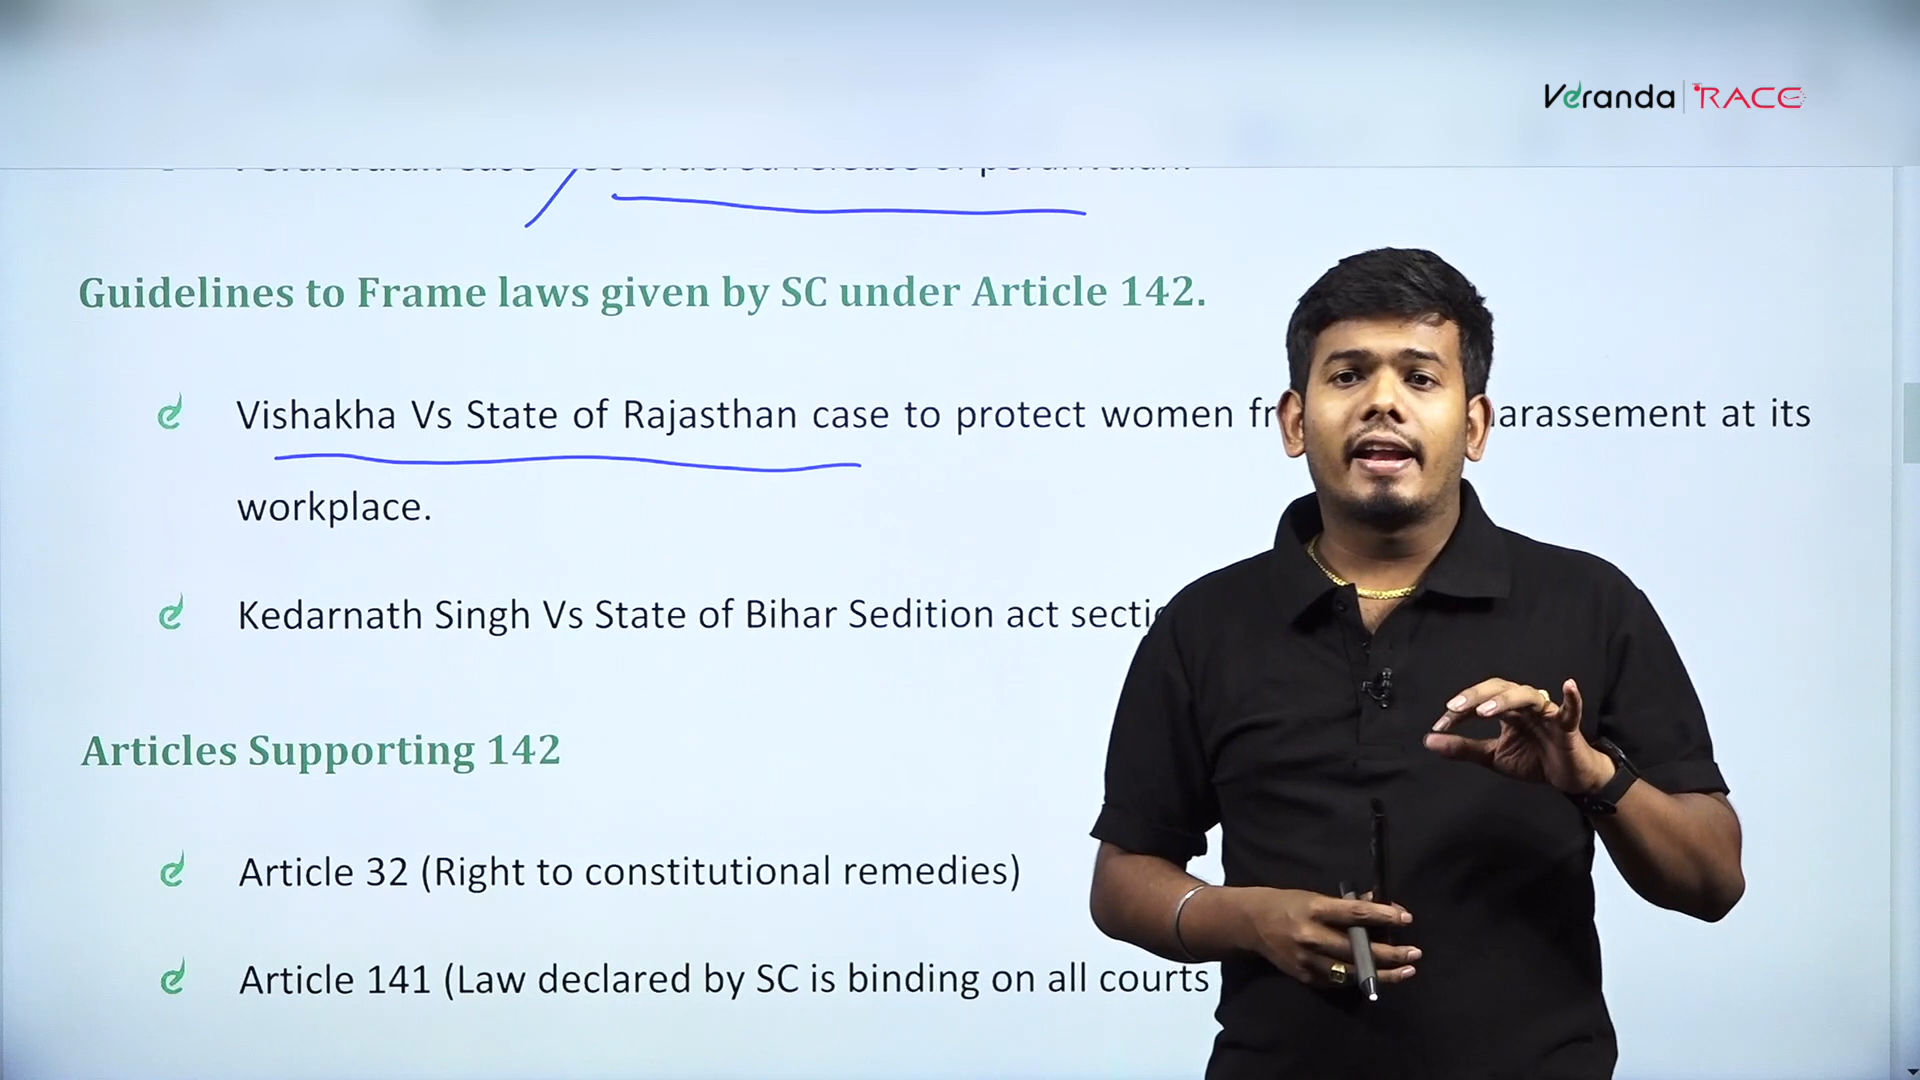 Veranda RACE
Guidelines to Frame laws given by SC under Article 142.
Vishakha Vs State of Rajasthan case to protect women fr arassement at its
workplace.
Kedarnath Singh Vs State of Bihar Sedition act secti
Articles Supporting 142
Article 32 (Right to constitutional remedies)
Article 141 (Law declared by SC is binding on all courts